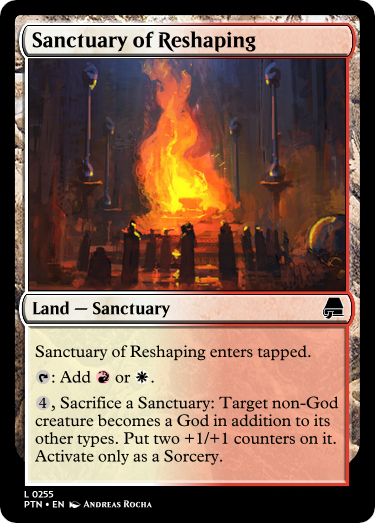 Sanctuary of Reshaping
Land — Sanctuary
Sanctuary of Reshaping enters tapped.
: Add or .
4, Sacrifice a Sanctuary: Target non-God
creature becomes a God in addition to its
other types. Put two +1/+1 counters on it.
Activate only as a Sorcery.
L 0255
PTN • EN Andreas Rocha